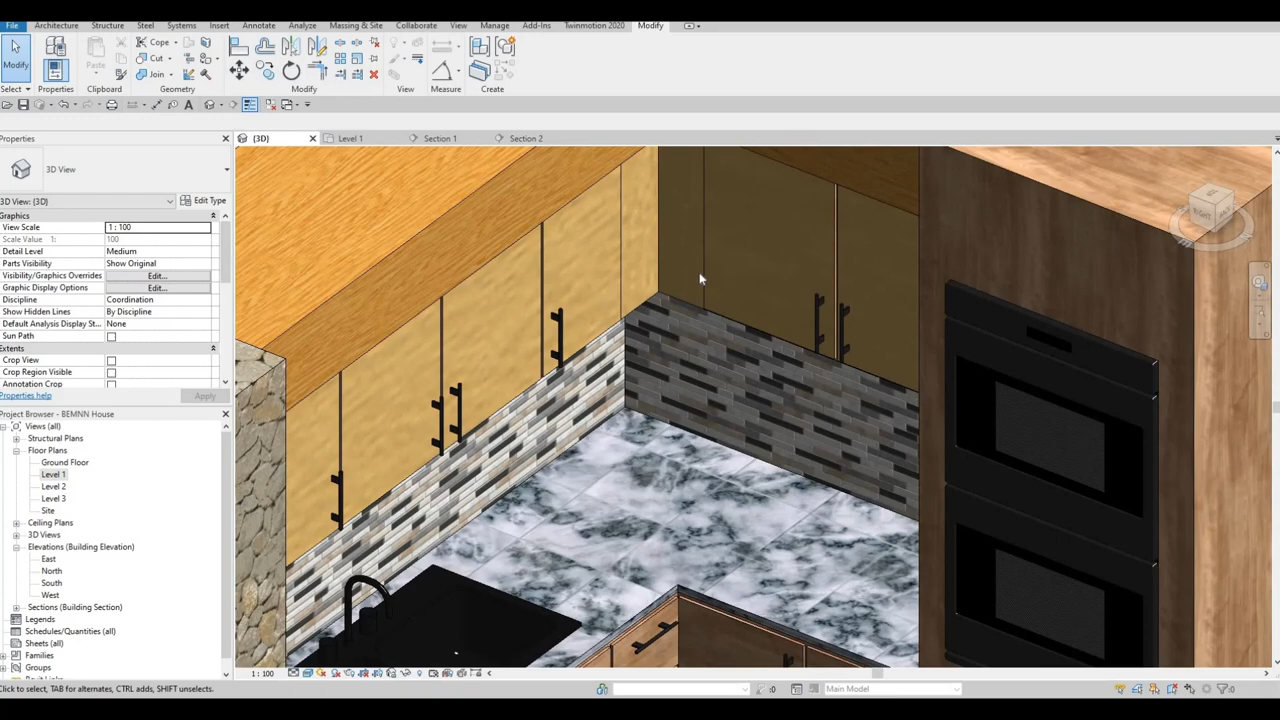 File Architecture Structure Steel Systems Insert Annotate Analyze Massing & Site Collaborate View Manage Add-Ins Twinmotion 2020 Modify
Modify
Properties
Paste
Cope
Cut
Join
Select
Properties
Clipboard
Geometry
Modify
View
Measure
Create
Properties
{3D}
Level 1
Section 1
Section 2
3D View
3D View: {3D}
Edit Type
Graphics
View Scale
1 : 100
Scale Value 1:
100
Detail Level
Medium
Parts Visibility
Show Original
Visibility/Graphics Overrides
Edit...
Graphic Display Options
Edit...
Discipline
Coordination
Show Hidden Lines
By Discipline
Default Analysis Display St...
None
Sun Path
Extents
Crop View
Crop Region Visible
Annotation Crop
Properties help
Apply
Project Browser - BEMNN House
Views (all)
Structural Plans
Floor Plans
Ground Floor
Level 1
Level 2
Level 3
Site
Ceiling Plans
3D Views
Elevations (Building Elevation)
East
North
South
West
Sections (Building Section)
Legends
Schedules/Quantities (all)
Sheets (all)
Families
Groups
RIGHT
BACK
1 : 100
Click to select, TAB for alternates, CTRL adds, SHIFT unselects.
:0
Main Model
:0